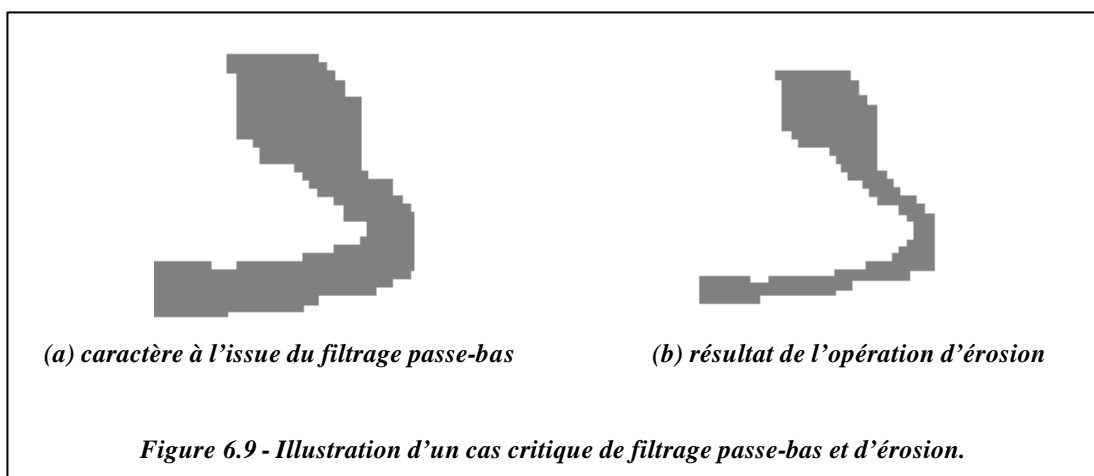 (a) caractère à l’issue du filtrage passe-bas
(b) résultat de l’opération d’érosion
Figure 6.9 - Illustration d’un cas critique de filtrage passe-bas et d’érosion.